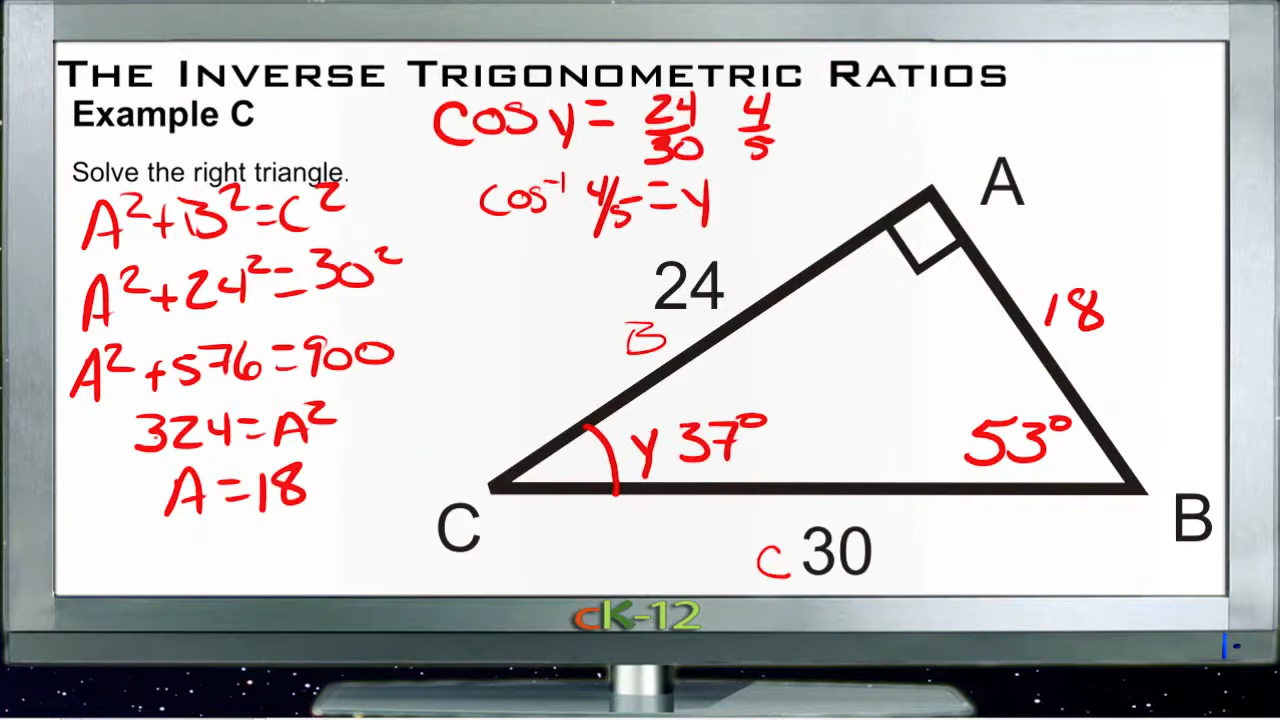 THE INVERSE TRIGONOMETRIC RATIOS
Example C
Solve the right triangle.
A²+B²=C²
A²+24²=30²
A²+576=900
324=A²
A=18
cos y = 24/30 4/5
cos⁻¹ 4/5 = y
A
24
B
18
y 37°
53°
C
B
C 30
cK-12